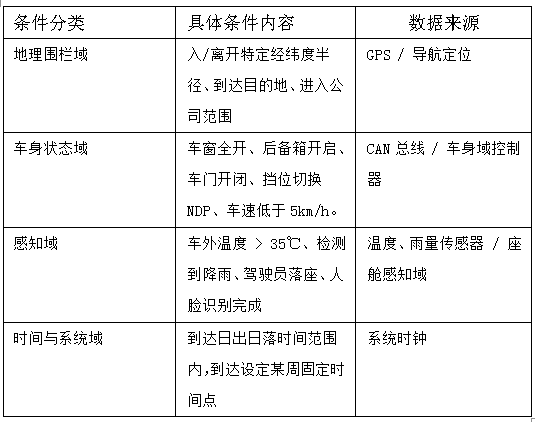 条件分类 具体条件内容 数据来源
地理围栏域 入/离开特定经纬度半 GPS / 导航定位
径、到达目的地、进入公
司范围
车身状态域 车窗全开、后备箱开启、 CAN 总线 / 车身域控制
车门开闭、挡位切换 器
NDP、车速低于 5km/h。
感知域 车外温度 > 35℃、检测 温度、雨量传感器 / 座
到降雨、驾驶员落座、人 舱感知域
脸识别完成
时间与系统域 到达日出日落时间范围 系统时钟
内,到达设定某周固定时
间点